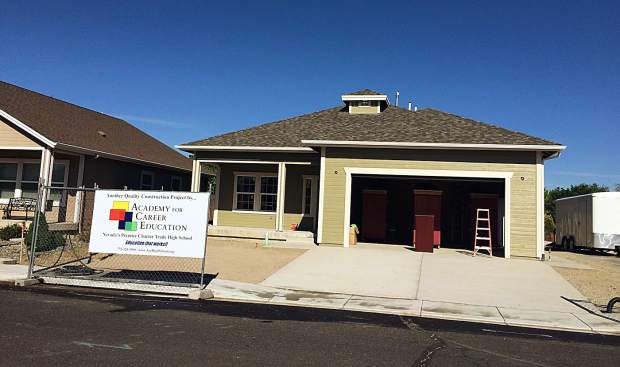 Another Quality Construction Project by...
ACADEMY FOR
CAREER
EDUCATION
Nevada's Premier Charter Trade High School
Education that works!